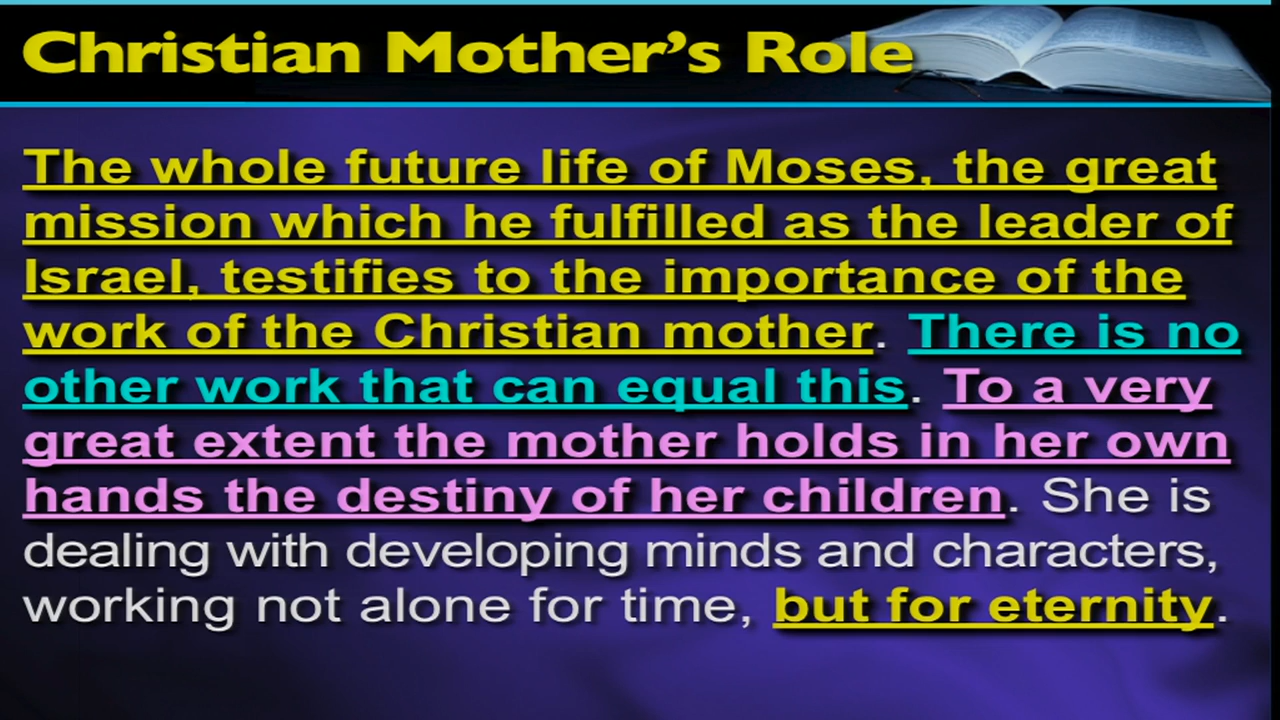 Christian Mother’s Role
The whole future life of Moses, the great
mission which he fulfilled as the leader of
Israel, testifies to the importance of the
work of the Christian mother. There is no
other work that can equal this. To a very
great extent the mother holds in her own
hands the destiny of her children. She is
dealing with developing minds and characters,
working not alone for time, but for eternity.